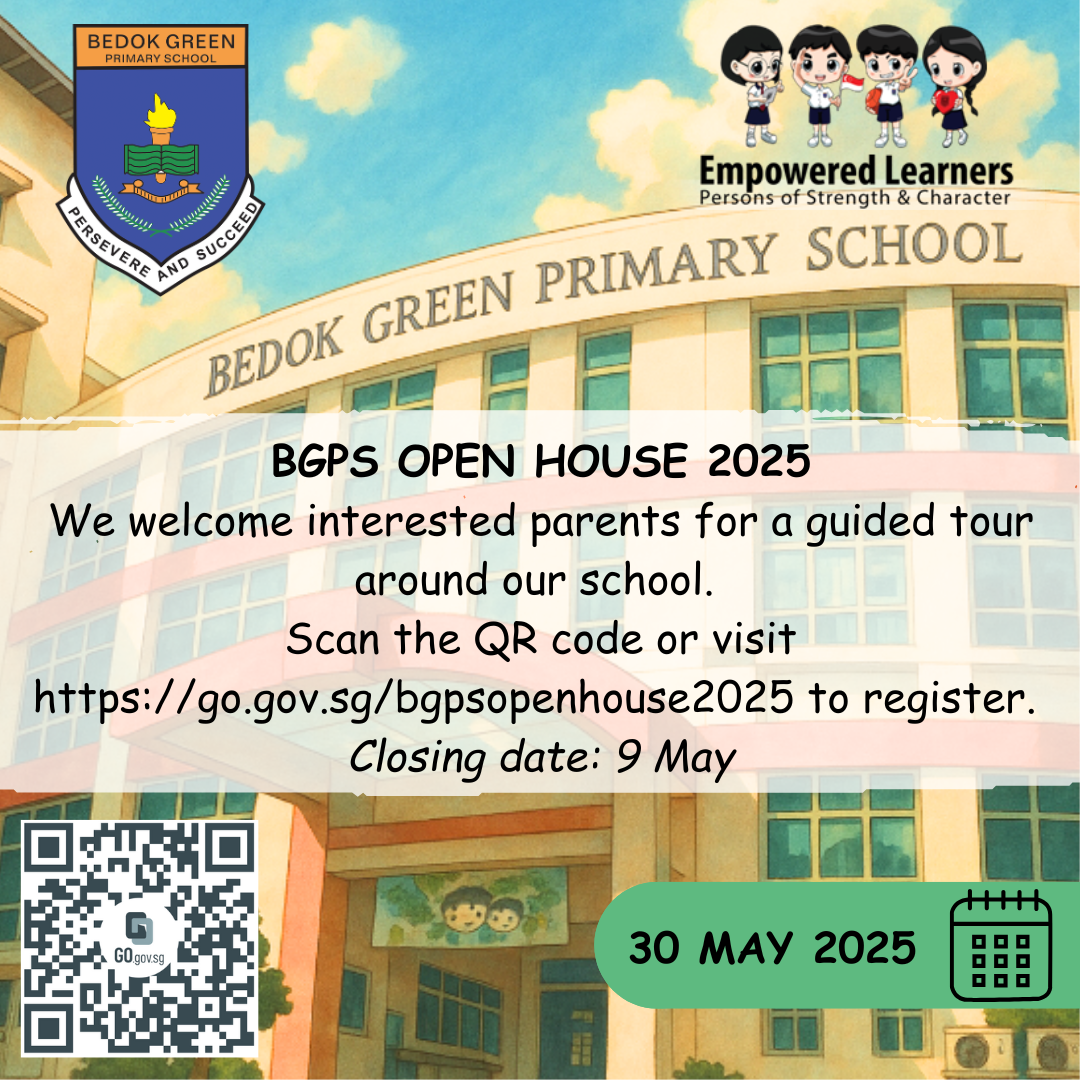 BEDOK GREEN
PRIMARY SCHOOL
PERSEVERE AND SUCCEED
Empowered Learners
Persons of Strength & Character
BEDOK GREEN PRIMARY SCHOOL
BGPS OPEN HOUSE 2025
We welcome interested parents for a guided tour
around our school.
Scan the QR code or visit
https://go.gov.sg/bgpsopenhouse2025 to register.
Closing date: 9 May
GO.gov.sg
30 MAY 2025